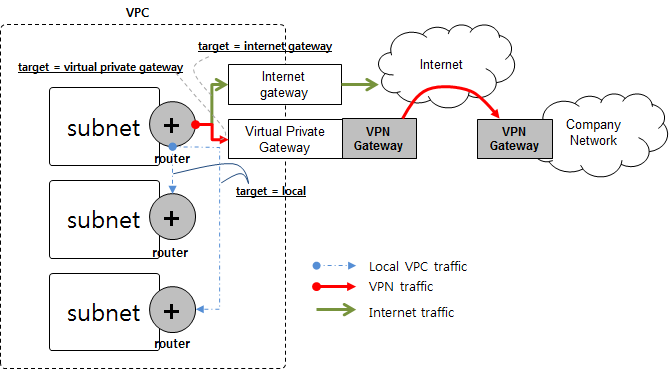 VPC
target = internet gateway
target = virtual private gateway
Internet
gateway
Internet
subnet
+
router
Virtual Private
Gateway
VPN
Gateway
VPN
Gateway
Company
Network
target = local
subnet
+
router
subnet
+
router
Local VPC traffic
VPN traffic
Internet traffic